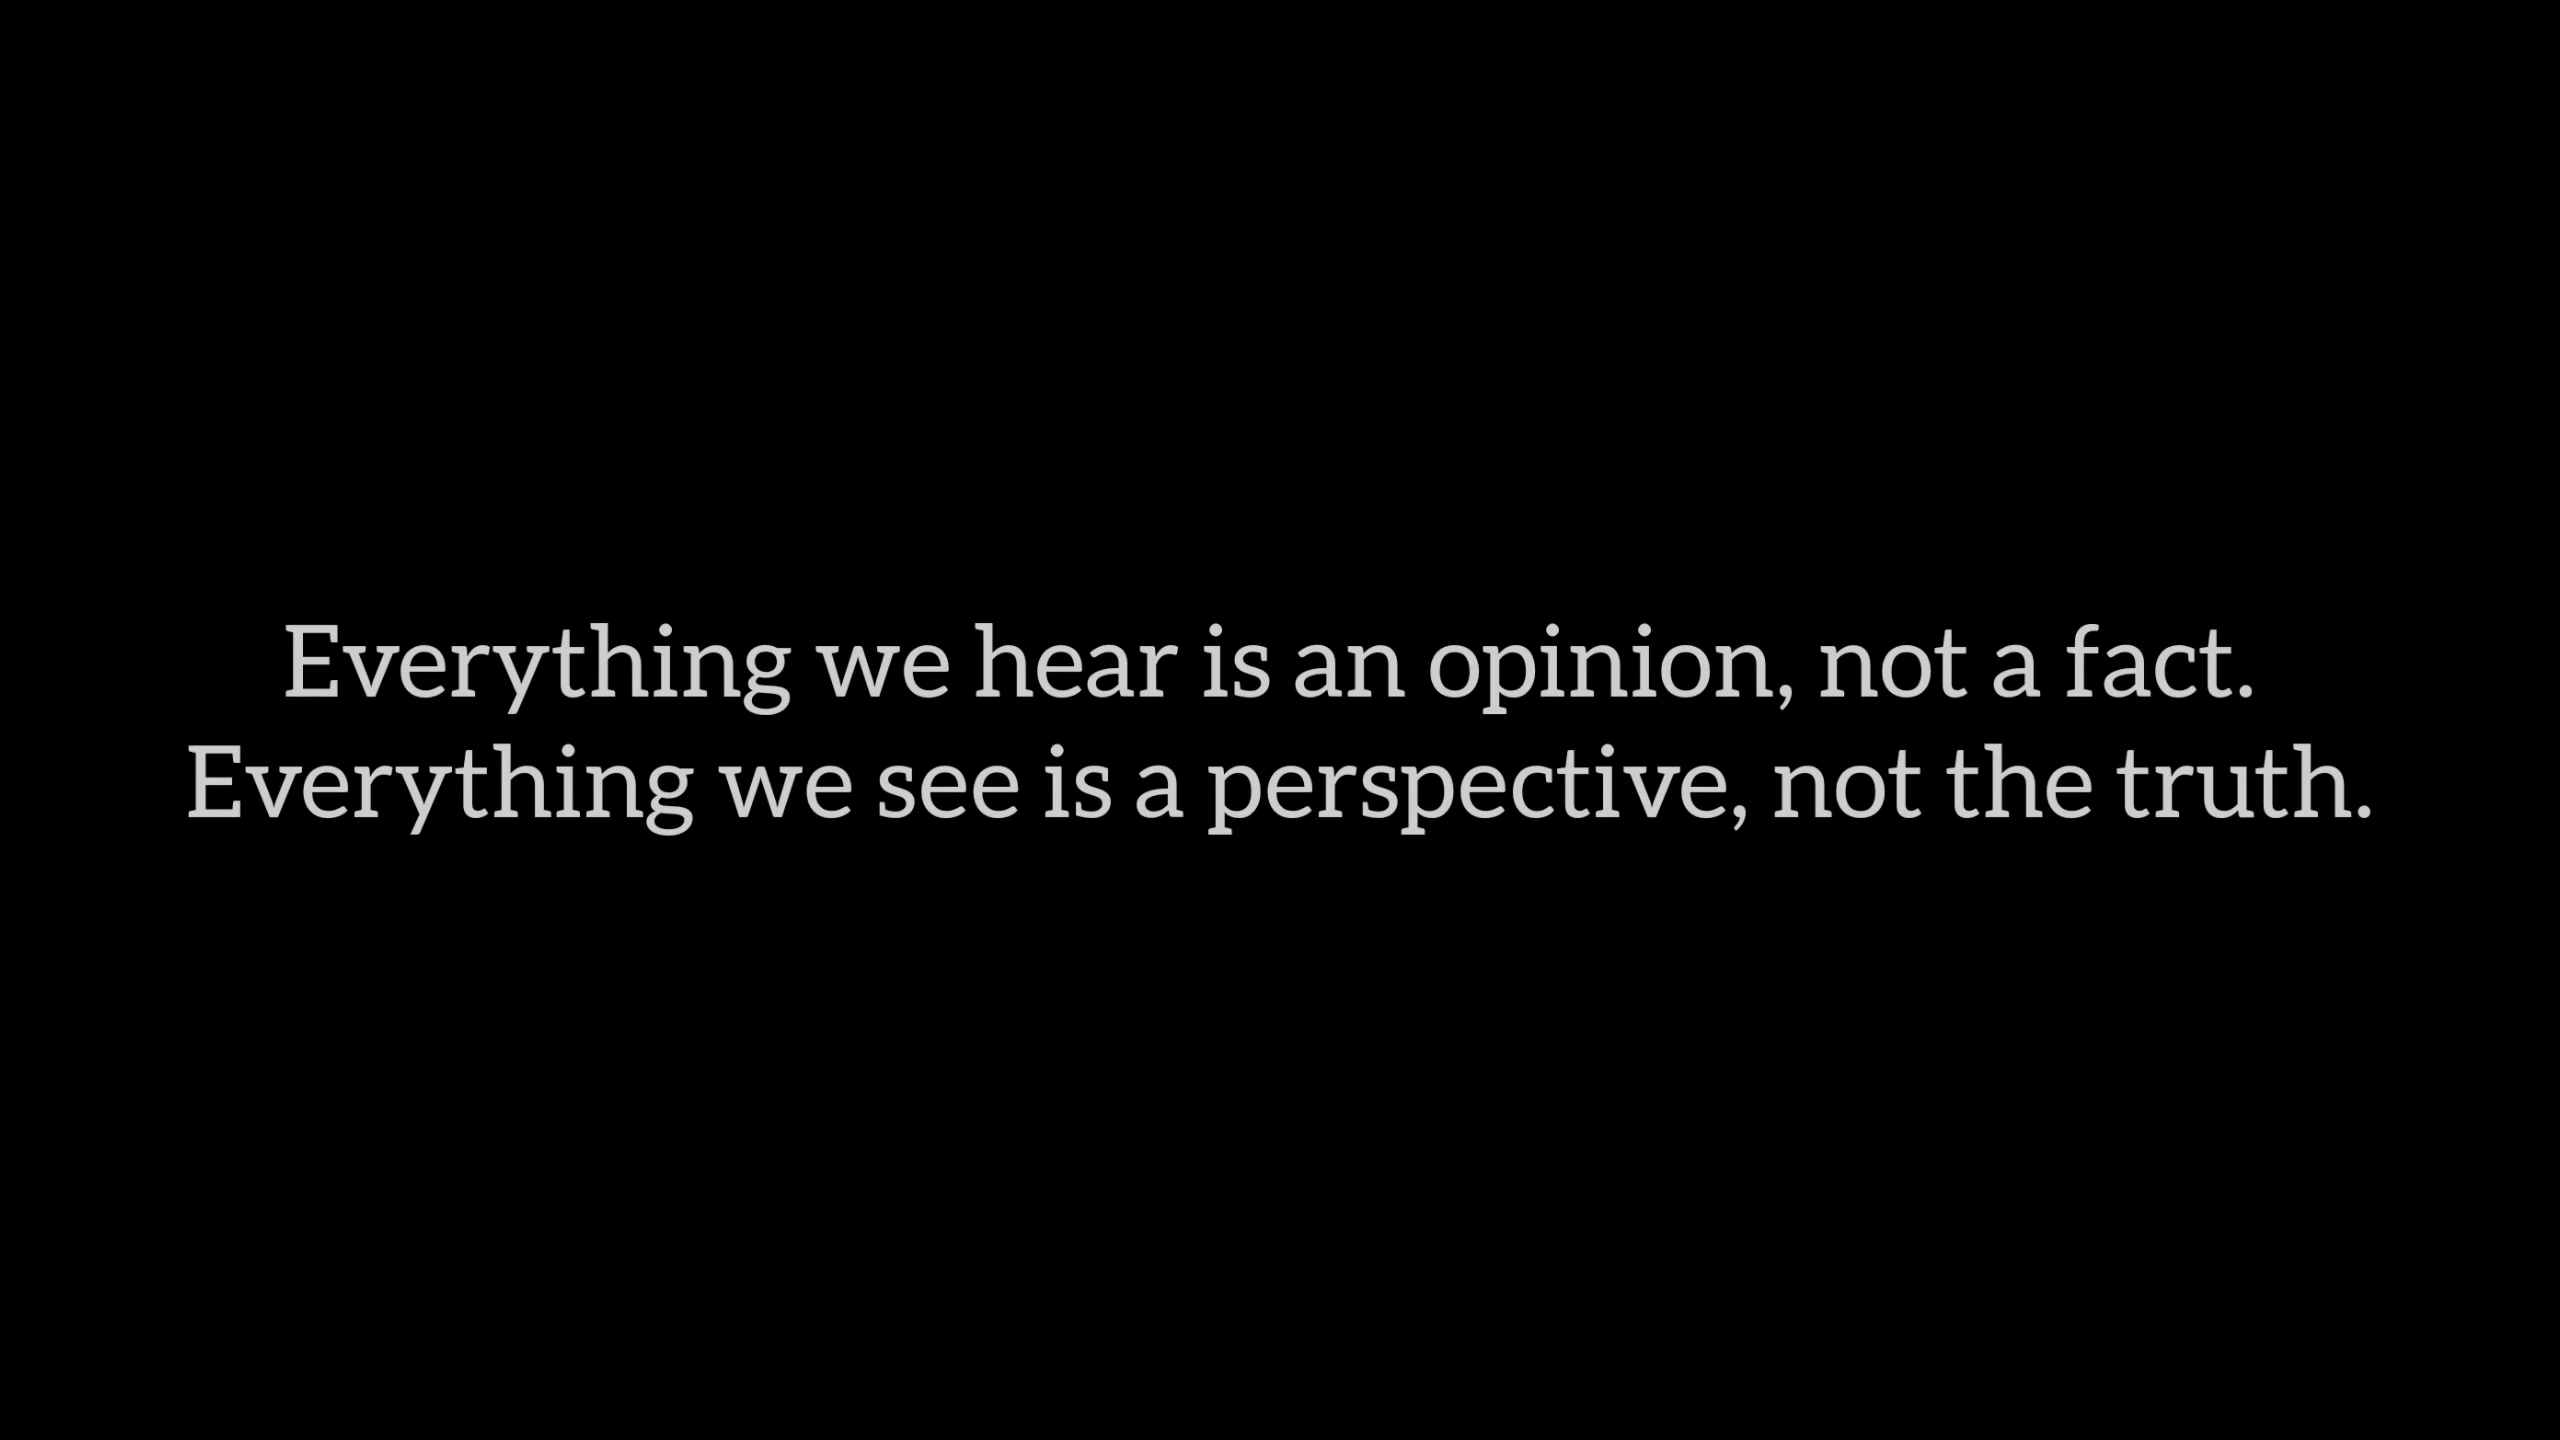 Everything we hear is an opinion, not a fact.
Everything we see is a perspective, not the truth.